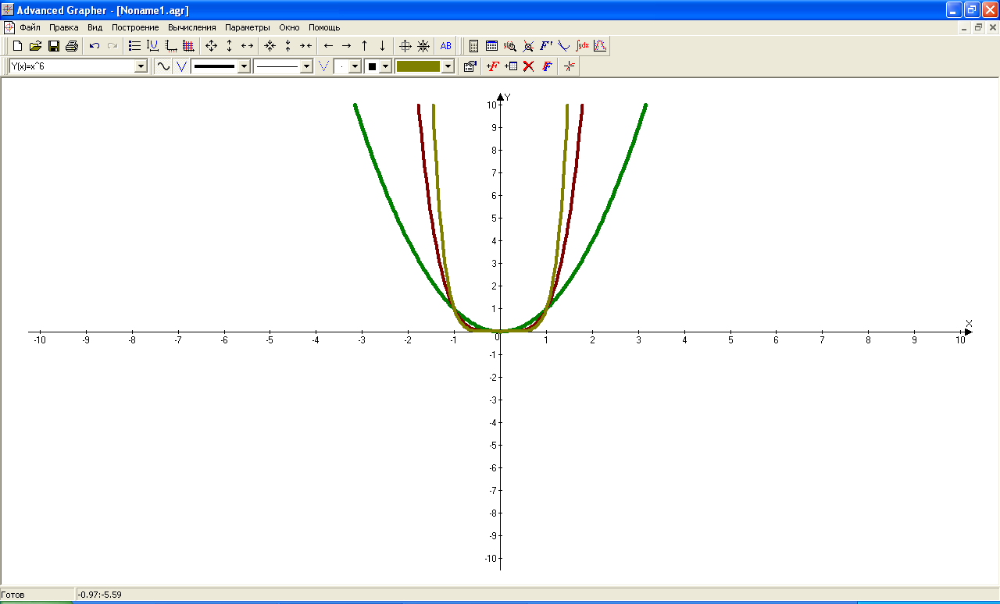 Advanced Grapher - [Noname1.agr]
Файл Правка Вид Построение Вычисления Параметры Окно Помощь
AB y(x) F' ∫ydx
Y(x)=x^6 +F F
Y
10
9
8
7
6
5
4
3
2
1
X
-10 -9 -8 -7 -6 -5 -4 -3 -2 -1 0 1 2 3 4 5 6 7 8 9 10
-1
-2
-3
-4
-5
-6
-7
-8
-9
-10
Готов -0.97:-5.59